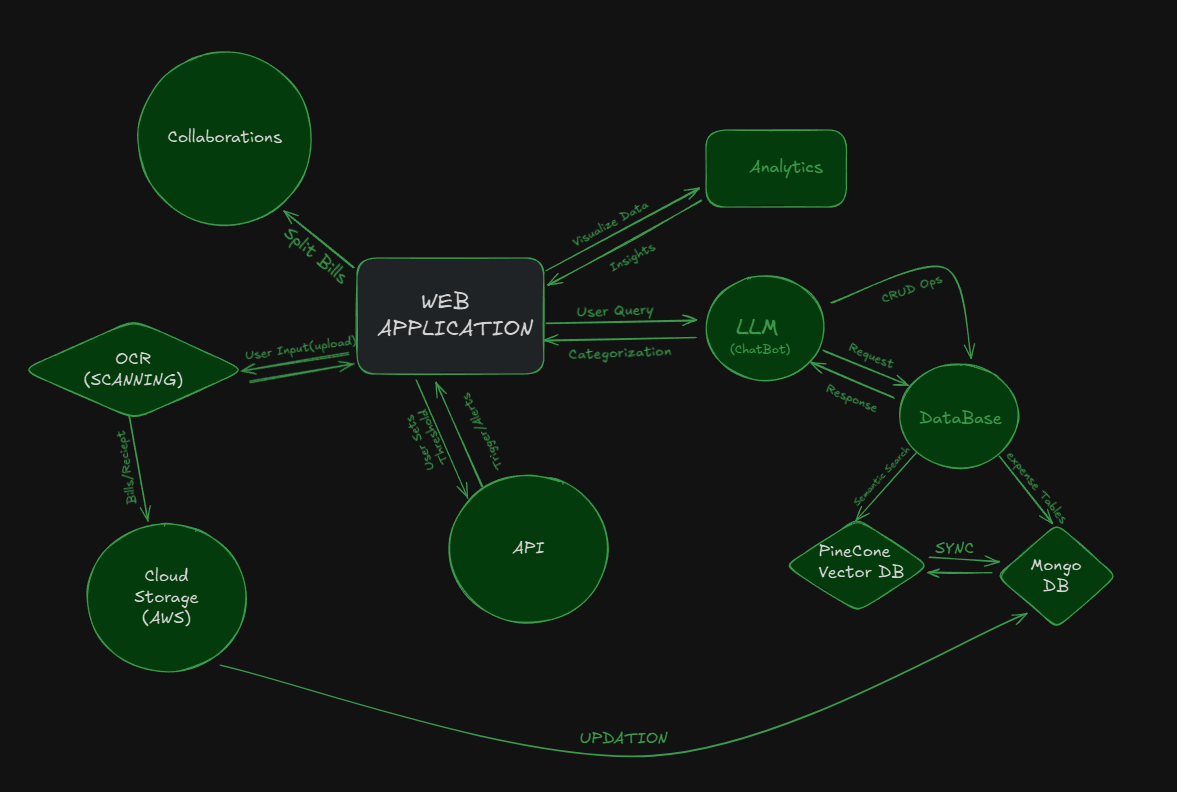 Collaborations
Analytics
Visualize Data
Insights
Split Bills
WEB
APPLICATION
User Query
Categorization
LLM
(ChatBot)
CRUD Ops
Request
Response
DataBase
OCR
(SCANNING)
User Input(upload)
Bills/Reciept
User Sets
Threshold
Trigger/Alerts
Semantic Search
expense Tables
API
PineCone
Vector DB
SYNC
Mongo
DB
Cloud
Storage
(AWS)
UPDATION